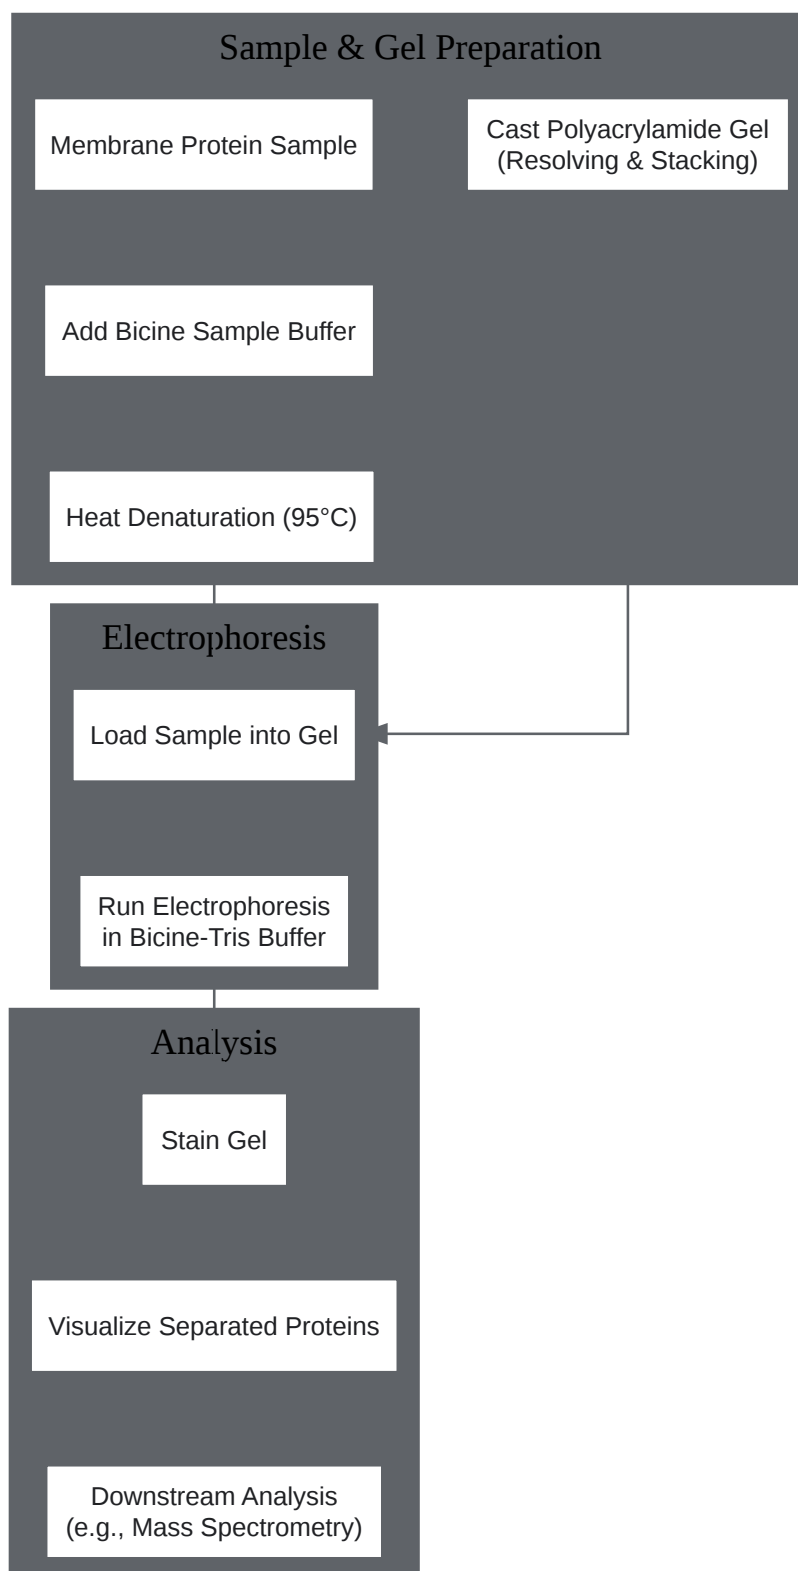 Sample & Gel Preparation
Membrane Protein Sample
Cast Polyacrylamide Gel
(Resolving & Stacking)
Add Bicine Sample Buffer
Heat Denaturation (95°C)
Electrophoresis
Load Sample into Gel
Run Electrophoresis
in Bicine-Tris Buffer
Analysis
Stain Gel
Visualize Separated Proteins
Downstream Analysis
(e.g., Mass Spectrometry)